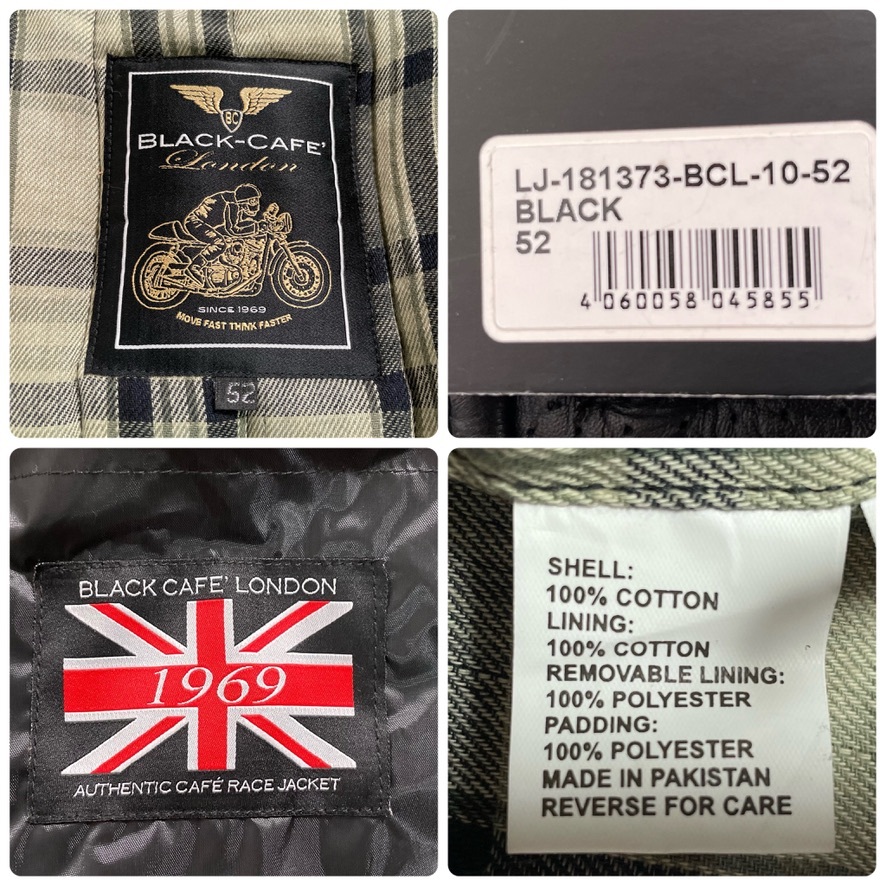 BC
BLACK-CAFE'
London
SINCE 1969
MOVE FAST THINK FASTER
52
LJ-181373-BCL-10-52
BLACK
52
4 060058 045855
BLACK CAFE' LONDON
1969
AUTHENTIC CAFÉ RACE JACKET
SHELL:
100% COTTON
LINING:
100% COTTON
REMOVABLE LINING:
100% POLYESTER
PADDING:
100% POLYESTER
MADE IN PAKISTAN
REVERSE FOR CARE